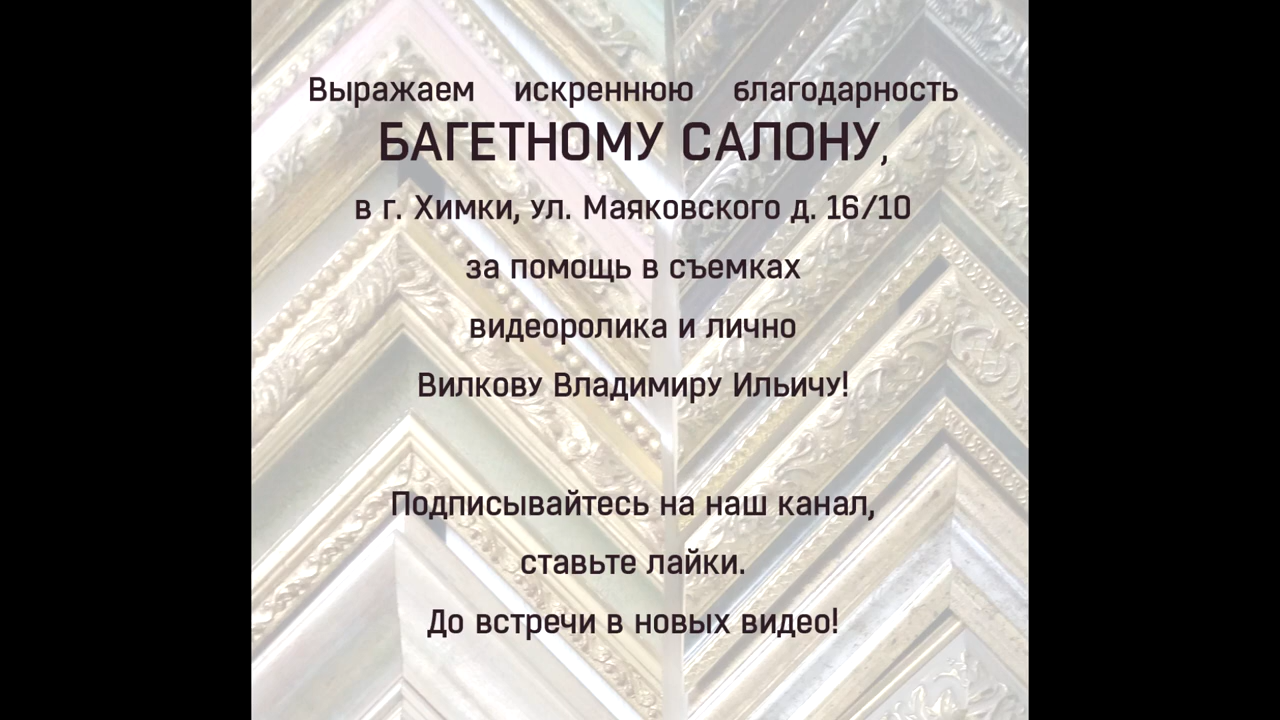 Выражаем искреннюю благодарность
БАГЕТНОМУ САЛОНУ,
в г. Химки, ул. Маяковского д. 16/10
за помощь в съемках
видеоролика и лично
Вилкову Владимиру Ильичу!
Подписывайтесь на наш канал,
ставьте лайки.
До встречи в новых видео!